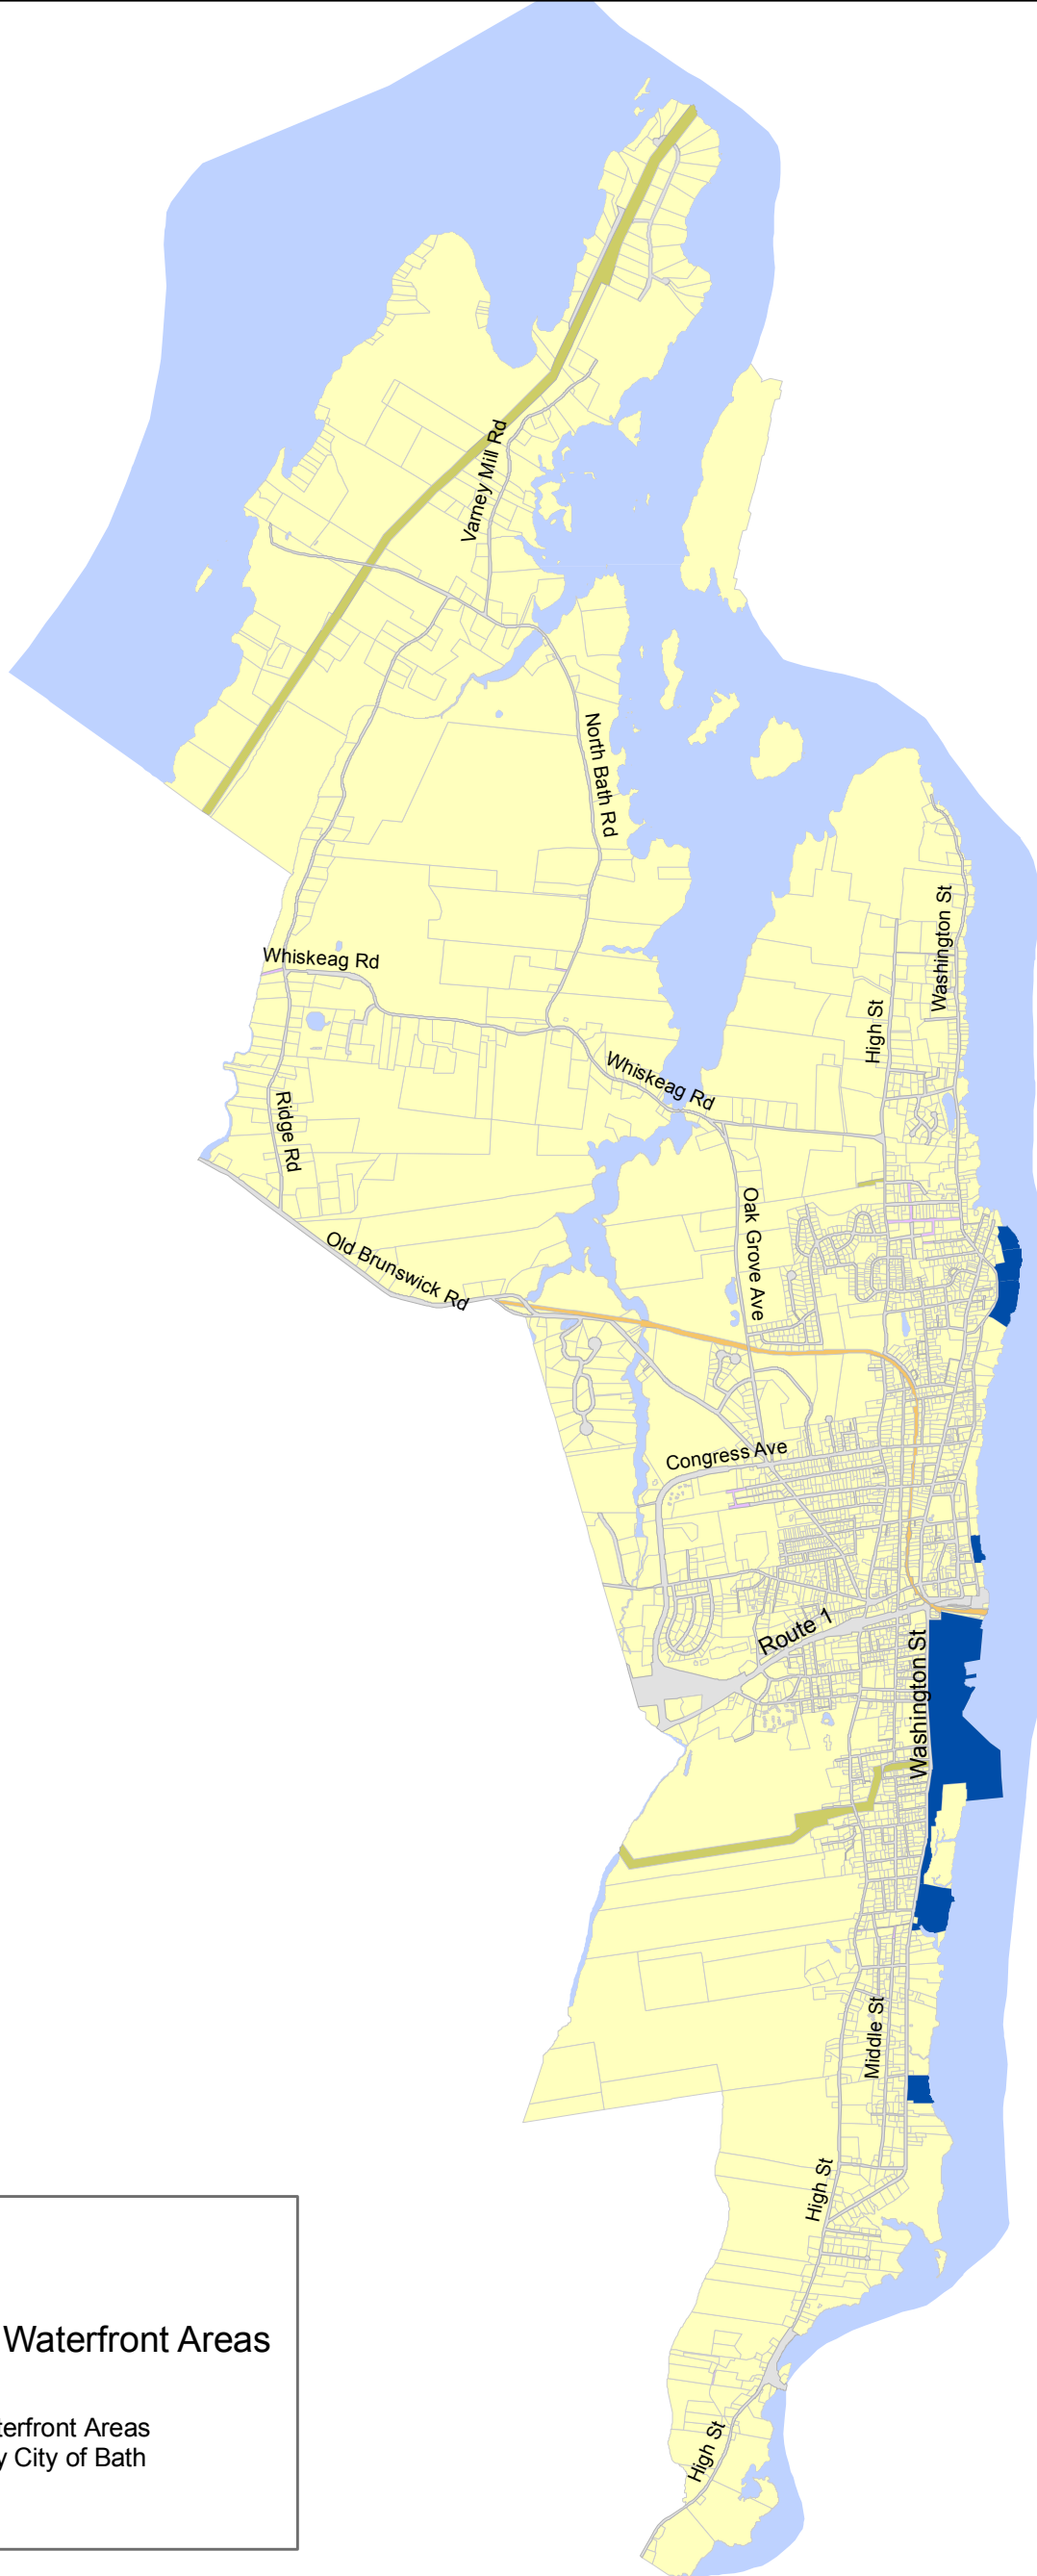 Varney Mill Rd
North Bath Rd
Washington St
Whiskeag Rd
High St
Whiskeag Rd
Ridge Rd
Oak Grove Ave
Old Brunswick Rd
Congress Ave
Route 1
Washington St
Middle St
High St
Waterfront Areas
Areas
City of Bath
High St